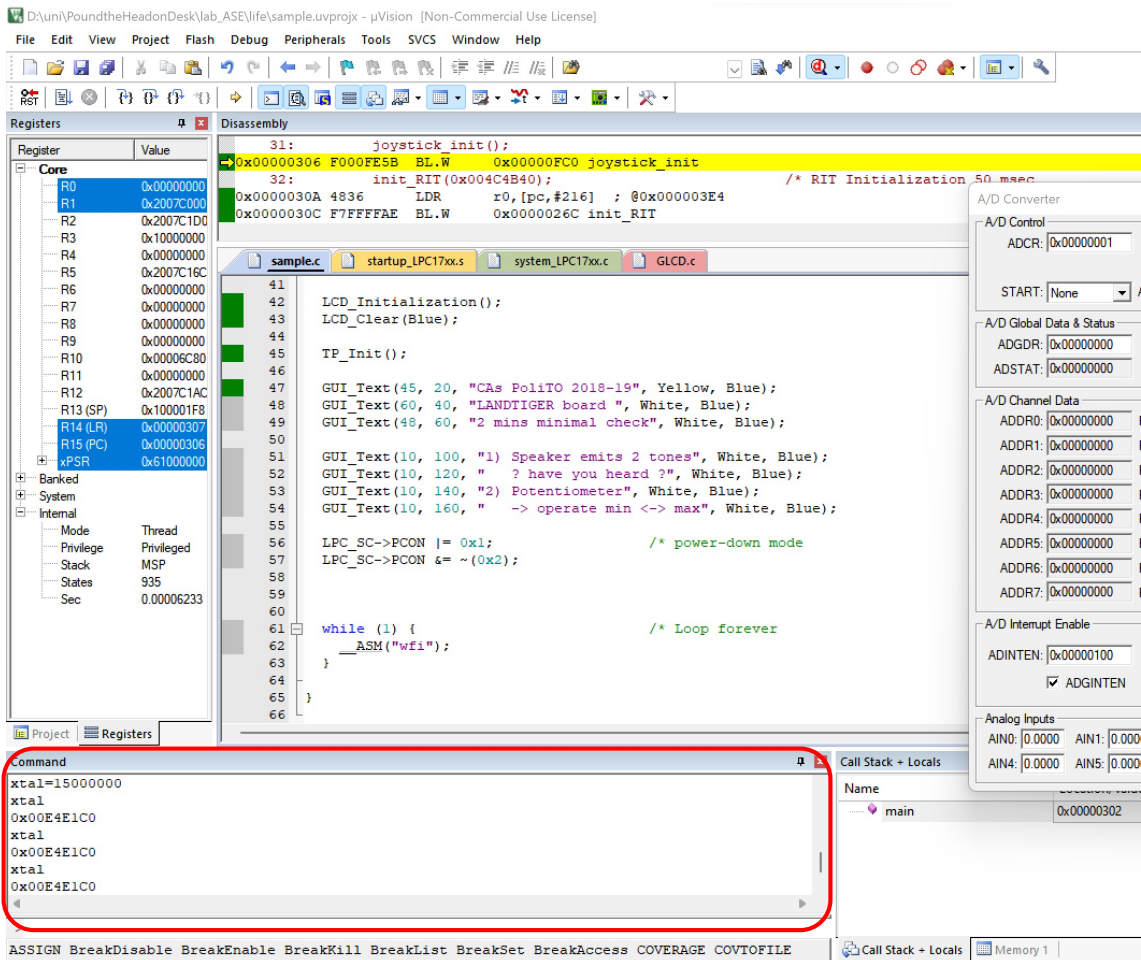 D:\uni\PoundtheHeadonDesk\lab_ASE\life\sample.uvprojx - µVision [Non-Commercial Use License]
File Edit View Project Flash Debug Peripherals Tools SVCS Window Help
RST
Registers
Register Value
Core
R0 0x00000000
R1 0x2007C000
R2 0x2007C1D0
R3 0x10000000
R4 0x00000000
R5 0x2007C16C
R6 0x00000000
R7 0x00000000
R8 0x00000000
R9 0x00000000
R10 0x00006C80
R11 0x00000000
R12 0x2007C1AC
R13 (SP) 0x100001F8
R14 (LR) 0x00000307
R15 (PC) 0x00000306
xPSR 0x61000000
Banked
System
Internal
Mode Thread
Privilege Privileged
Stack MSP
States 935
Sec 0.00006233
Project Registers
Disassembly
31: joystick_init();
0x00000306 F000FE5B BL.W 0x00000FC0 joystick_init
32: init_RIT(0x004C4B40); /* RIT Initialization 50 msec
0x0000030A 4836 LDR r0,[pc,#216] ; @0x000003E4
0x0000030C F7FFFFAE BL.W 0x0000026C init_RIT
sample.c startup_LPC17xx.s system_LPC17xx.c GLCD.c
41
42 LCD_Initialization();
43 LCD_Clear(Blue);
44
45 TP_Init();
46
47 GUI_Text(45, 20, "CAs PoliTO 2018-19", Yellow, Blue);
48 GUI_Text(60, 40, "LANDTIGER board ", White, Blue);
49 GUI_Text(48, 60, "2 mins minimal check", White, Blue);
50
51 GUI_Text(10, 100, "1) Speaker emits 2 tones", White, Blue);
52 GUI_Text(10, 120, "   ? have you heard ?", White, Blue);
53 GUI_Text(10, 140, "2) Potentiometer", White, Blue);
54 GUI_Text(10, 160, "   -> operate min <-> max", White, Blue);
55
56 LPC_SC->PCON |= 0x1; /* power-down mode
57 LPC_SC->PCON &= ~(0x2);
58
59
60
61 while (1) { /* Loop forever
62 __ASM("wfi");
63 }
64
65 }
66
A/D Converter
A/D Control
ADCR: 0x00000001
START: None
A/D Global Data & Status
ADGDR: 0x00000000
ADSTAT: 0x00000000
A/D Channel Data
ADDR0: 0x00000000
ADDR1: 0x00000000
ADDR2: 0x00000000
ADDR3: 0x00000000
ADDR4: 0x00000000
ADDR5: 0x00000000
ADDR6: 0x00000000
ADDR7: 0x00000000
A/D Interrupt Enable
ADINTEN: 0x00000100
ADGINTEN
Analog Inputs
AIN0: 0.0000 AIN1: 0.000
AIN4: 0.0000 AIN5: 0.000
Command
xtal=15000000
xtal
0x00E4E1C0
xtal
0x00E4E1C0
xtal
0x00E4E1C0
>
ASSIGN BreakDisable BreakEnable BreakKill BreakList BreakSet BreakAccess COVERAGE COVTOFILE
Call Stack + Locals
Name
main 0x00000302
Call Stack + Locals Memory 1